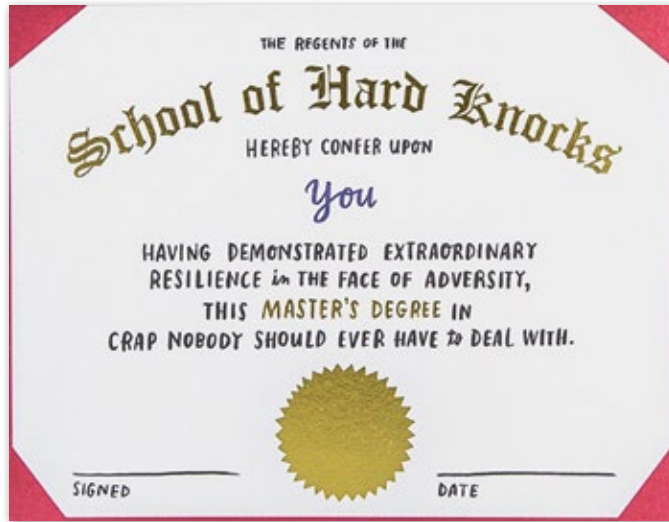 THE REGENTS OF THE
School of Hard Knocks
HEREBY CONFER UPON
You
HAVING DEMONSTRATED EXTRAORDINARY
RESILIENCE in THE FACE OF ADVERSITY,
THIS MASTER'S DEGREE IN
CRAP NOBODY SHOULD EVER HAVE to DEAL WITH.
SIGNED
DATE